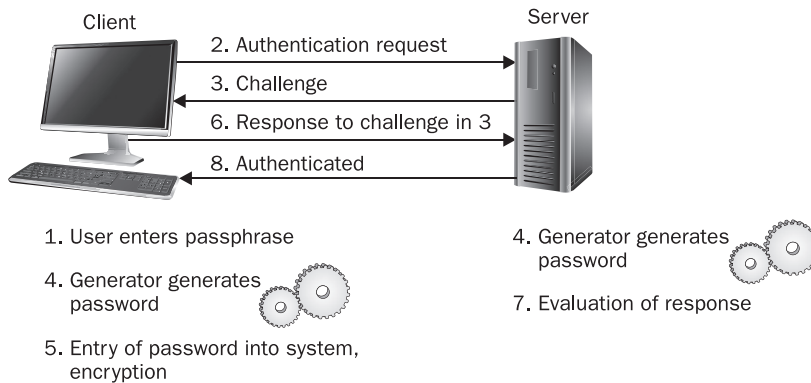 Client
Server
2. Authentication request
3. Challenge
6. Response to challenge in 3
8. Authenticated
1. User enters passphrase
4. Generator generates
password
5. Entry of password into system,
encryption
4. Generator generates
password
7. Evaluation of response